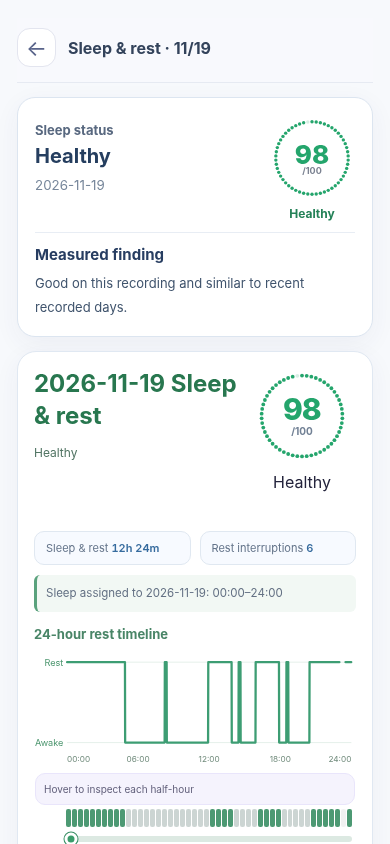 Sleep & rest · 11/19
Sleep status
Healthy
2026-11-19
98
/100
Healthy
Measured finding
Good on this recording and similar to recent
recorded days.
2026-11-19 Sleep
& rest
Healthy
98
/100
Healthy
Sleep & rest 12h 24m
Rest interruptions 6
Sleep assigned to 2026-11-19: 00:00–24:00
24-hour rest timeline
Rest
Awake
00:00 06:00 12:00 18:00 24:00
Hover to inspect each half-hour